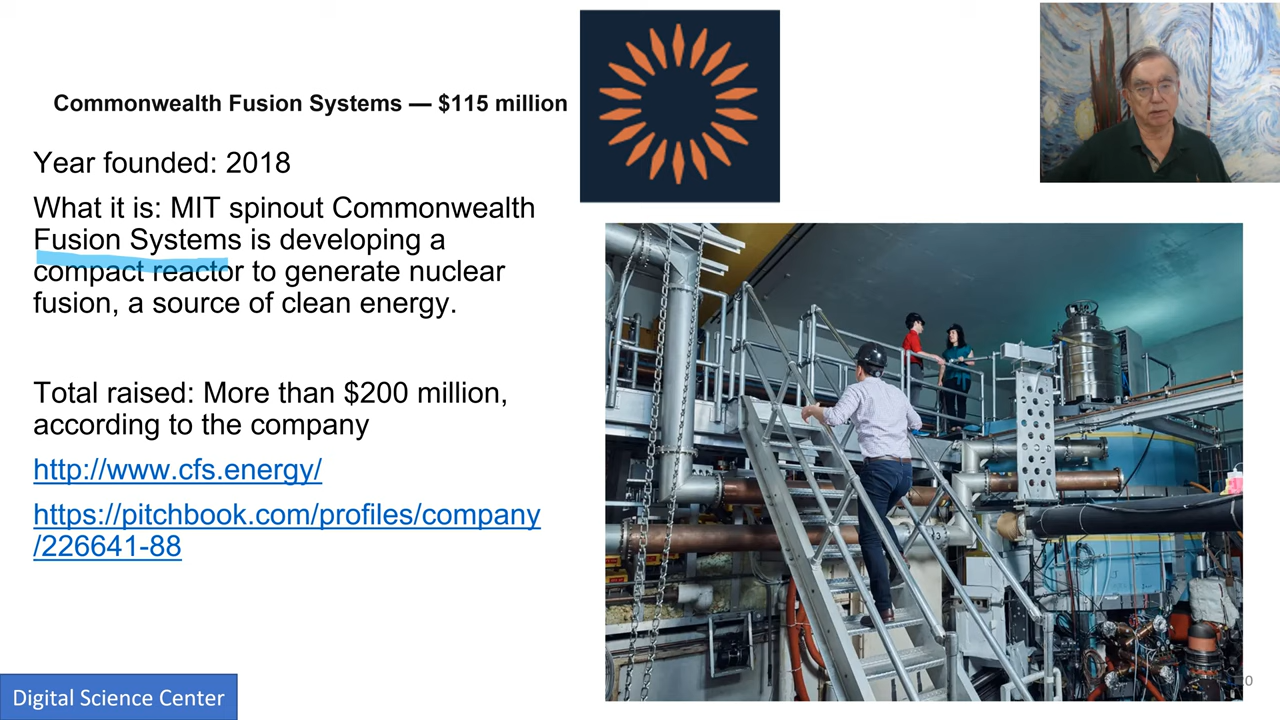 Commonwealth Fusion Systems — $115 million
Year founded: 2018
What it is: MIT spinout Commonwealth
Fusion Systems is developing a
compact reactor to generate nuclear
fusion, a source of clean energy.
Total raised: More than $200 million,
according to the company
http://www.cfs.energy/
https://pitchbook.com/profiles/company
/226641-88
Digital Science Center